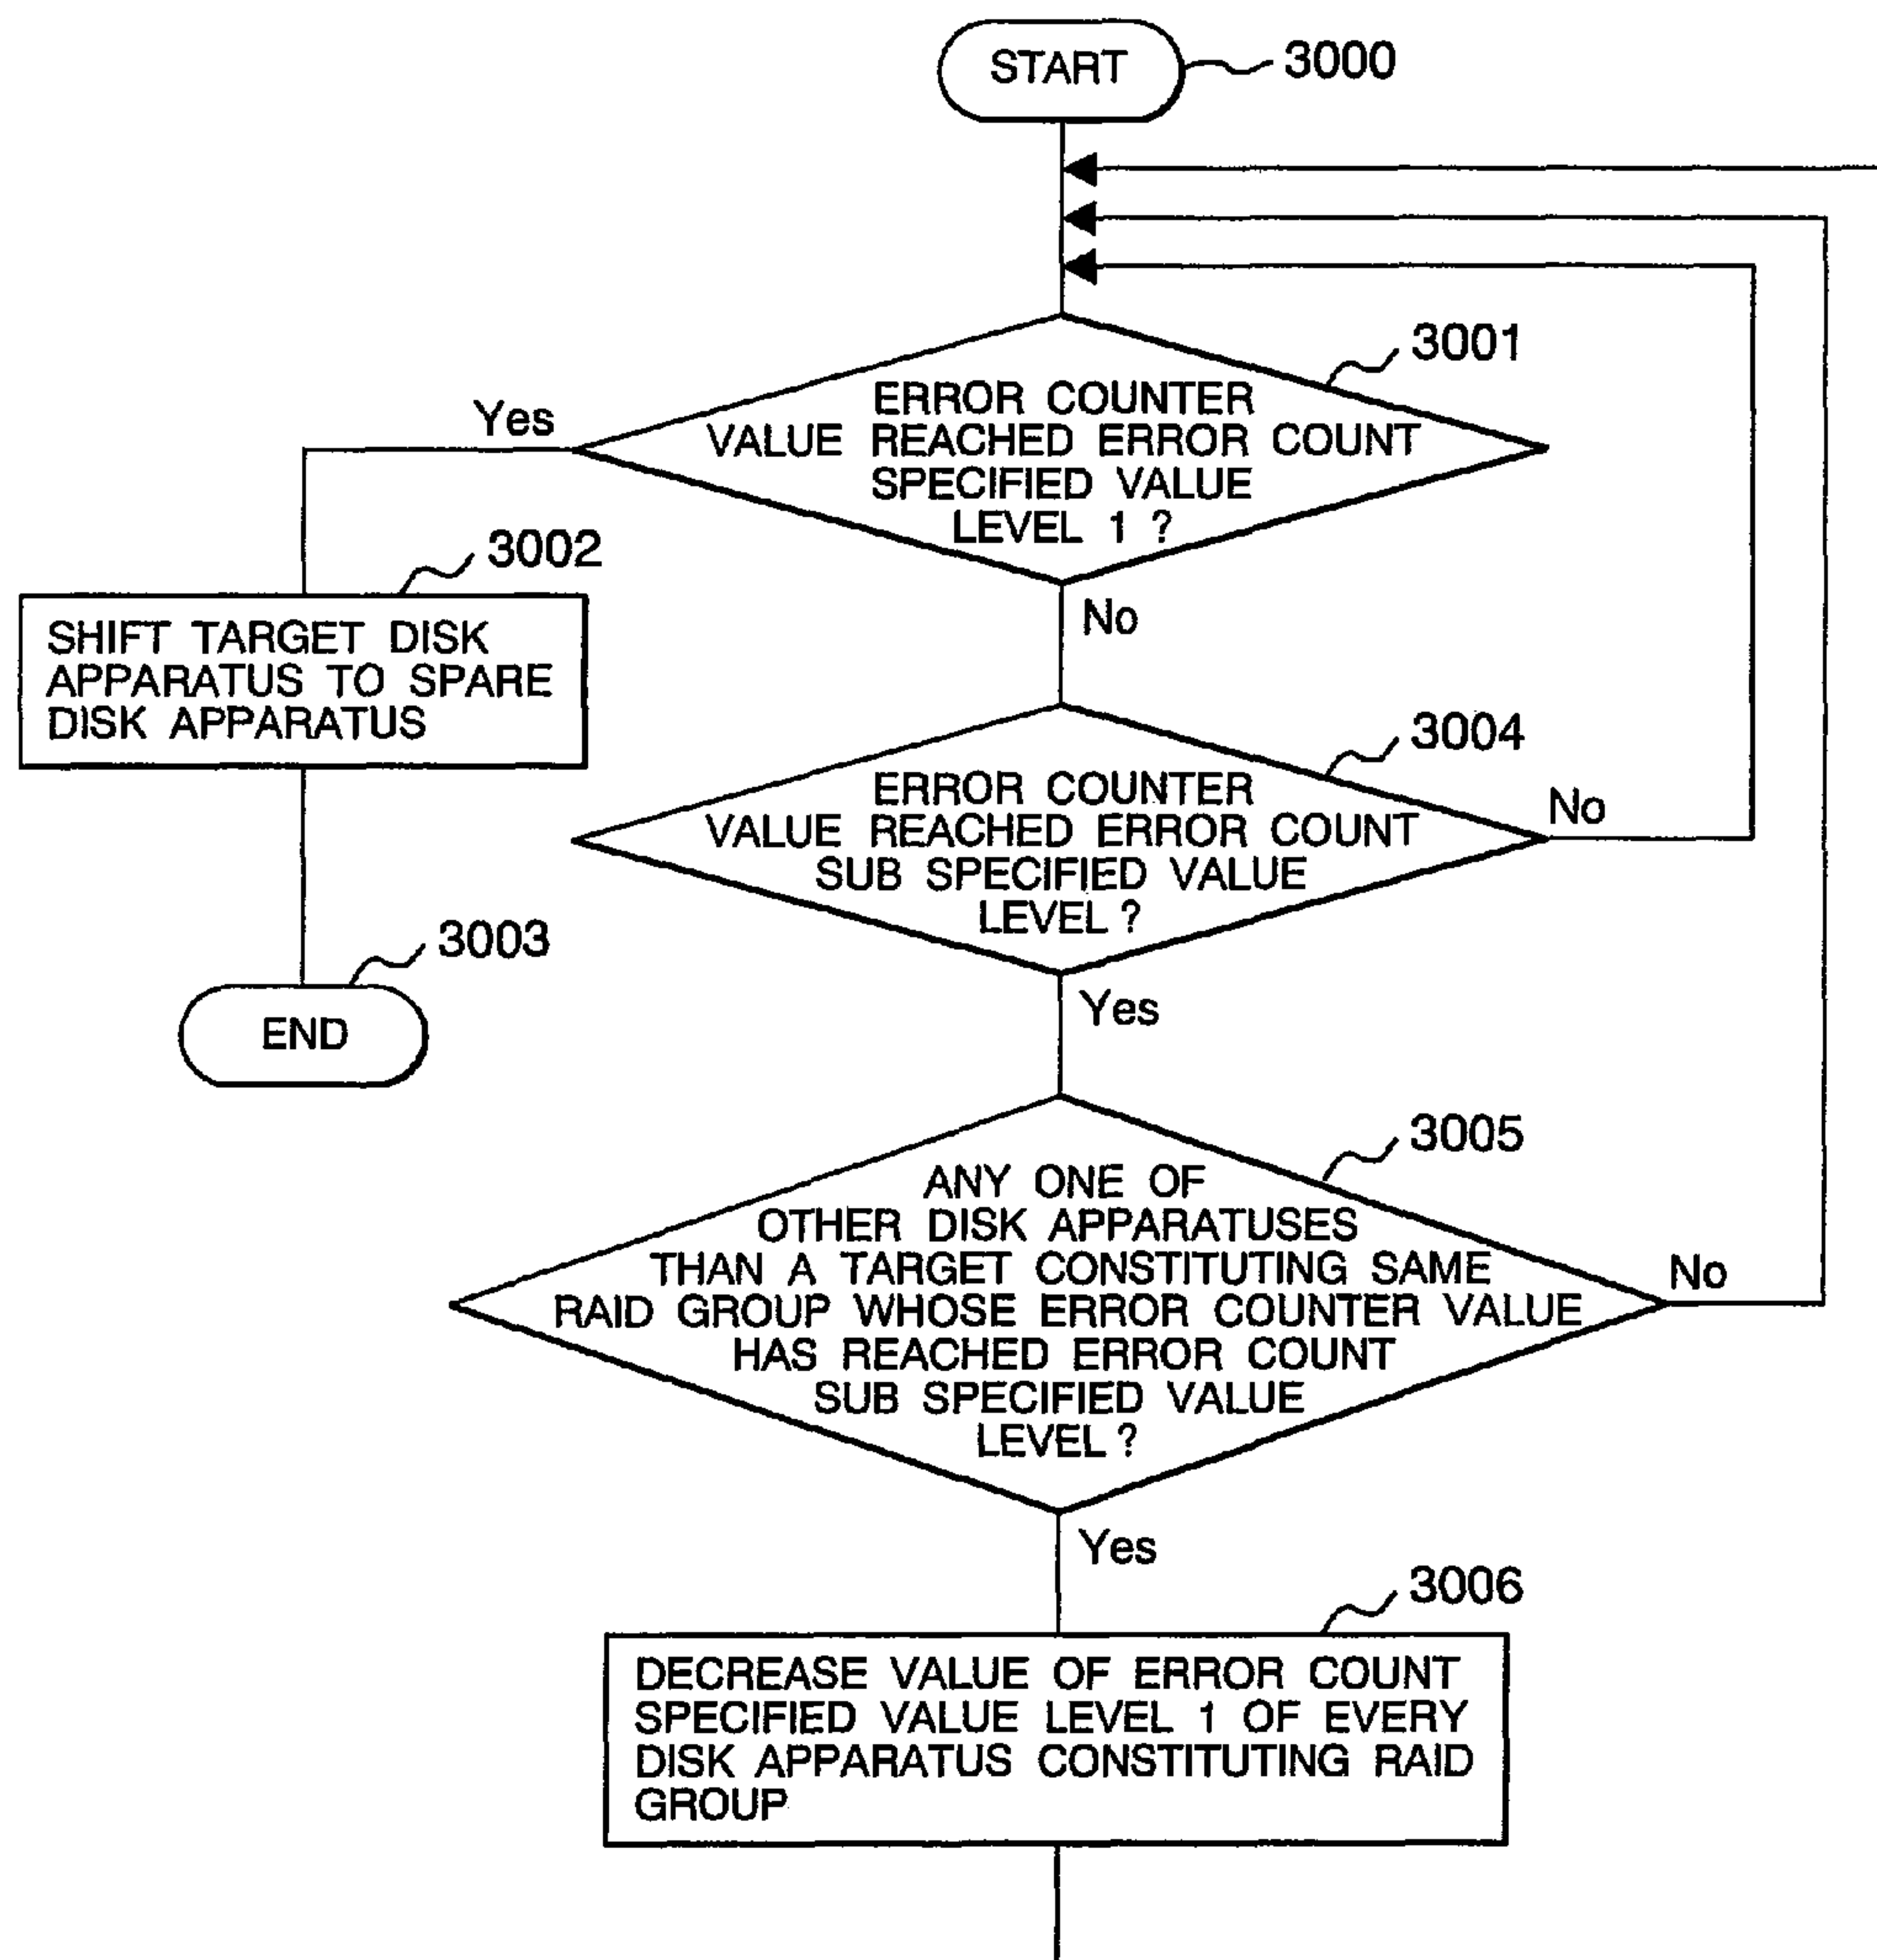 START
3000
3001
ERROR COUNTER
VALUE REACHED ERROR COUNT
SPECIFIED VALUE
LEVEL 1 ?
Yes
No
3002
SHIFT TARGET DISK
APPARATUS TO SPARE
DISK APPARATUS
3003
END
3004
ERROR COUNTER
VALUE REACHED ERROR COUNT
SUB SPECIFIED VALUE
LEVEL ?
No
Yes
3005
ANY ONE OF
OTHER DISK APPARATUSES
THAN A TARGET CONSTITUTING SAME
RAID GROUP WHOSE ERROR COUNTER VALUE
HAS REACHED ERROR COUNT
SUB SPECIFIED VALUE
LEVEL ?
No
Yes
3006
DECREASE VALUE OF ERROR COUNT
SPECIFIED VALUE LEVEL 1 OF EVERY
DISK APPARATUS CONSTITUTING RAID
GROUP